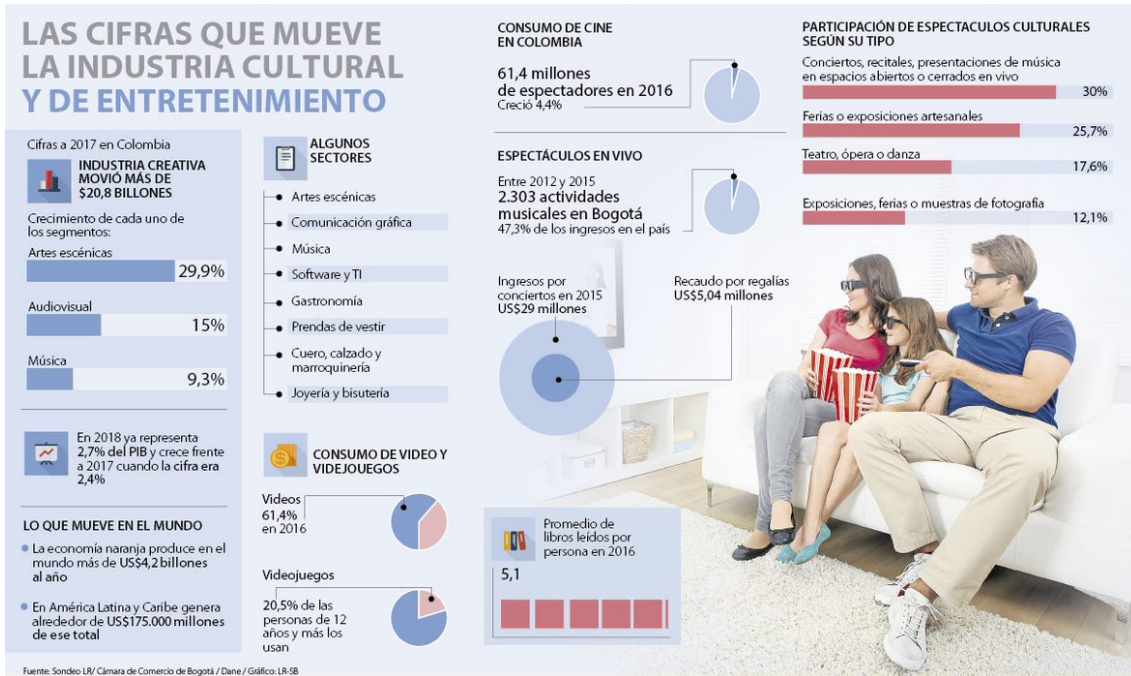 LAS CIFRAS QUE MUEVE
LA INDUSTRIA CULTURAL
Y DE ENTRETENIMIENTO
Cifras a 2017 en Colombia
INDUSTRIA CREATIVA
MOVIÓ MÁS DE
$20,8 BILLONES
Crecimiento de cada uno de
los segmentos:
Artes escénicas
29,9%
Audiovisual
15%
Música
9,3%
En 2018 ya representa
2,7% del PIB y crece frente
a 2017 cuando la cifra era
2,4%
LO QUE MUEVE EN EL MUNDO
La economía naranja produce en el
mundo más de US$4,2 billones
al año
En América Latina y Caribe genera
alrededor de US$175.000 millones
de ese total
ALGUNOS
SECTORES
Artes escénicas
Comunicación gráfica
Música
Software y TI
Gastronomía
Prendas de vestir
Cuero, calzado y
marroquinería
Joyería y bisutería
CONSUMO DE VIDEO Y
VIDEJUEGOS
Videos
61,4%
en 2016
Videojuegos
20,5% de las
personas de 12
años y más los
usan
CONSUMO DE CINE
EN COLOMBIA
61,4 millones
de espectadores en 2016
Creció 4,4%
ESPECTÁCULOS EN VIVO
Entre 2012 y 2015
2.303 actividades
musicales en Bogotá
47,3% de los ingresos en el país
Ingresos por
conciertos en 2015
US$29 millones
Recaudo por regalías
US$5,04 millones
Promedio de
libros leídos por
persona en 2016
5,1
PARTICIPACIÓN DE ESPECTACULOS CULTURALES
SEGÚN SU TIPO
Conciertos, recitales, presentaciones de música
en espacios abiertos o cerrados en vivo
30%
Ferias o exposiciones artesanales
25,7%
Teatro, ópera o danza
17,6%
Exposiciones, ferias o muestras de fotografía
12,1%
Fuente: Sondeo LR/ Cámara de Comercio de Bogotá / Dane / Gráfico: LR-SB